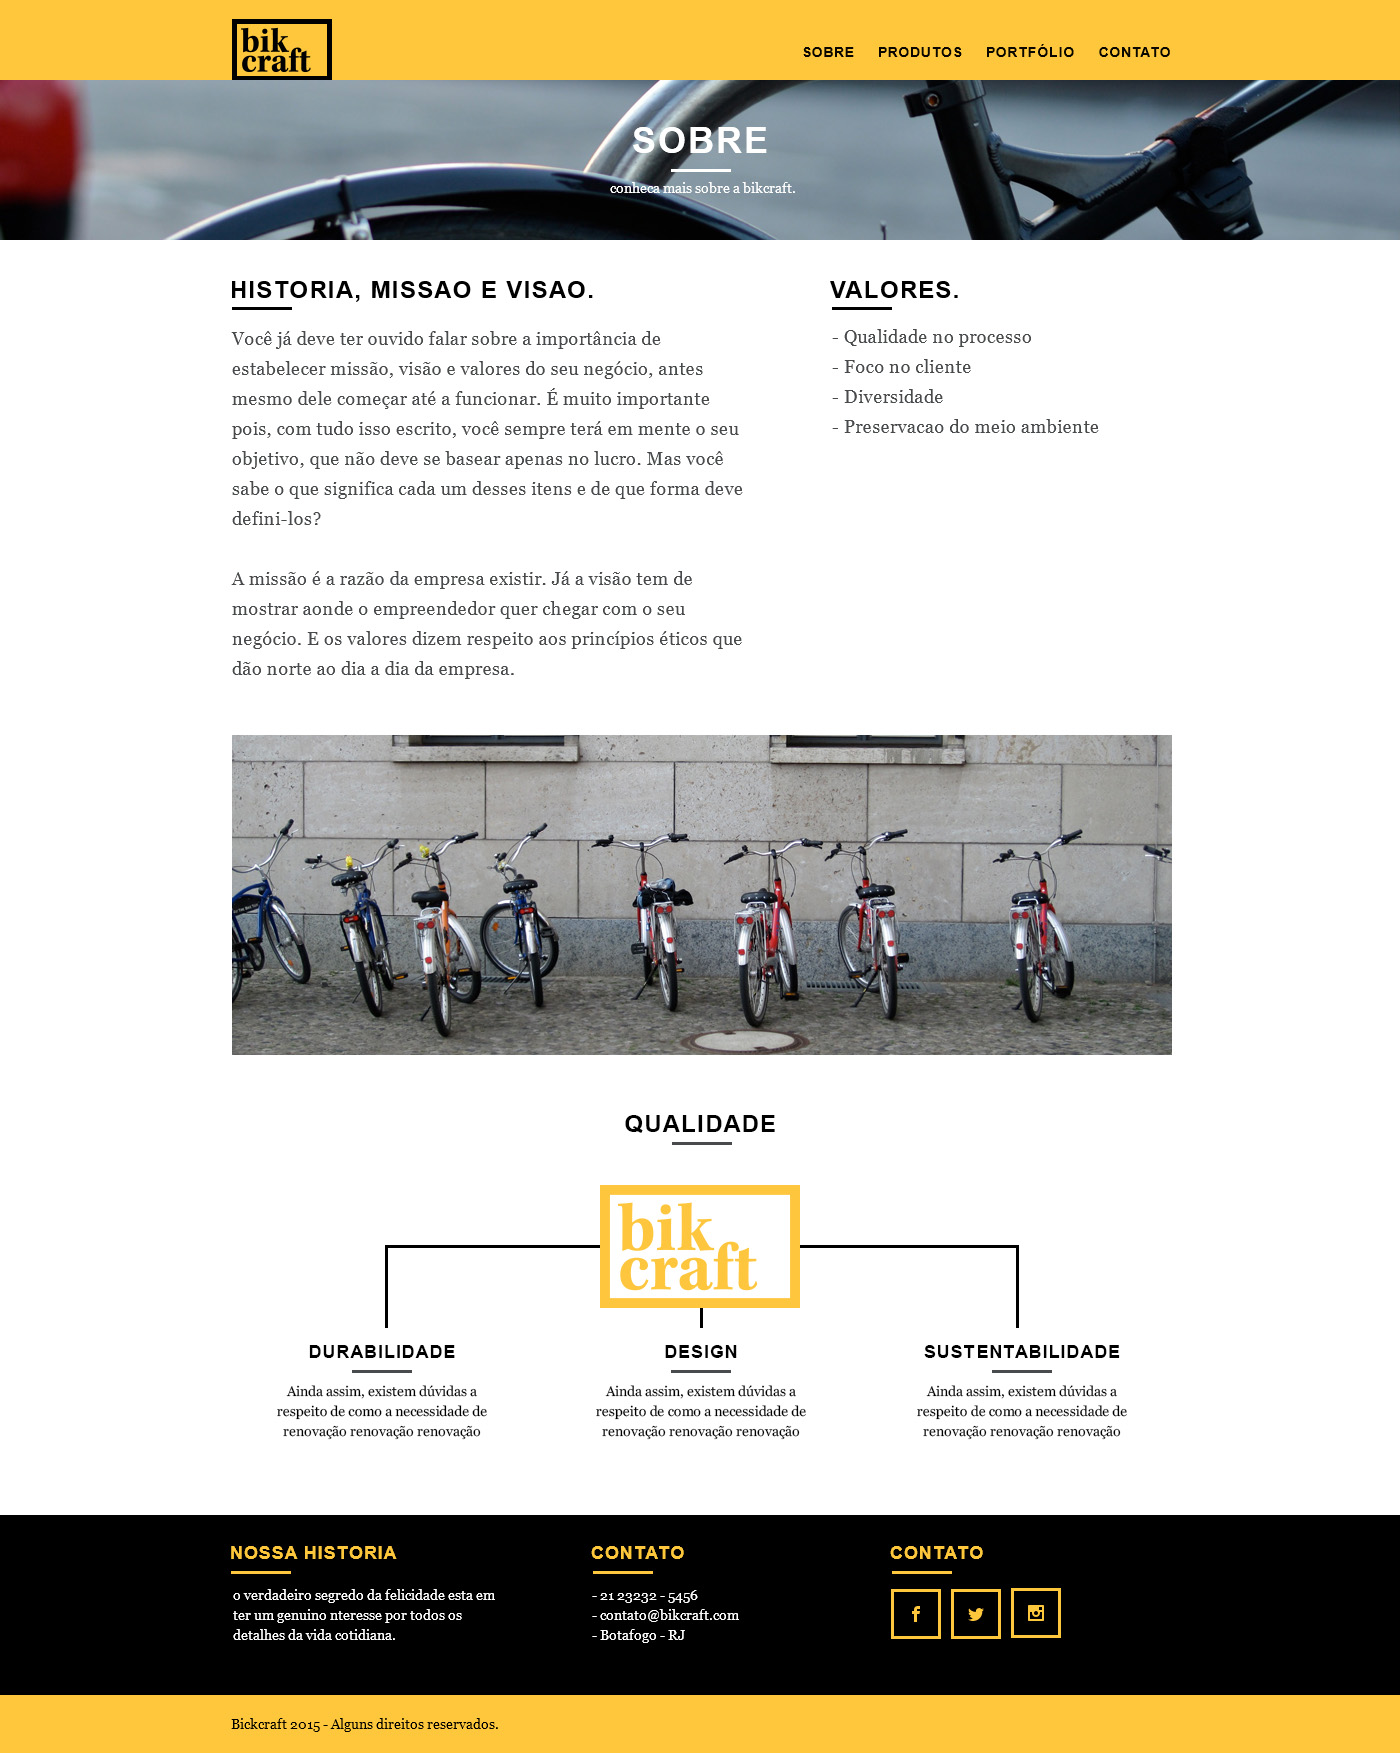 bik
craft
SOBRE PRODUTOS PORTFÓLIO CONTATO
SOBRE
conheca mais sobre a bikcraft.
HISTORIA, MISSAO E VISAO.
Você já deve ter ouvido falar sobre a importância de
estabelecer missão, visão e valores do seu negócio, antes
mesmo dele começar até a funcionar. É muito importante
pois, com tudo isso escrito, você sempre terá em mente o seu
objetivo, que não deve se basear apenas no lucro. Mas você
sabe o que significa cada um desses itens e de que forma deve
defini-los?
A missão é a razão da empresa existir. Já a visão tem de
mostrar aonde o empreendedor quer chegar com o seu
negócio. E os valores dizem respeito aos princípios éticos que
dão norte ao dia a dia da empresa.
VALORES.
- Qualidade no processo
- Foco no cliente
- Diversidade
- Preservacao do meio ambiente
QUALIDADE
bik
craft
DURABILIDADE
Ainda assim, existem dúvidas a
respeito de como a necessidade de
renovação renovação renovação
DESIGN
Ainda assim, existem dúvidas a
respeito de como a necessidade de
renovação renovação renovação
SUSTENTABILIDADE
Ainda assim, existem dúvidas a
respeito de como a necessidade de
renovação renovação renovação
NOSSA HISTORIA
o verdadeiro segredo da felicidade esta em
ter um genuino nteresse por todos os
detalhes da vida cotidiana.
CONTATO
- 21 23232 - 5456
- contato@bikcraft.com
- Botafogo - RJ
CONTATO
Bickcraft 2015 - Alguns direitos reservados.